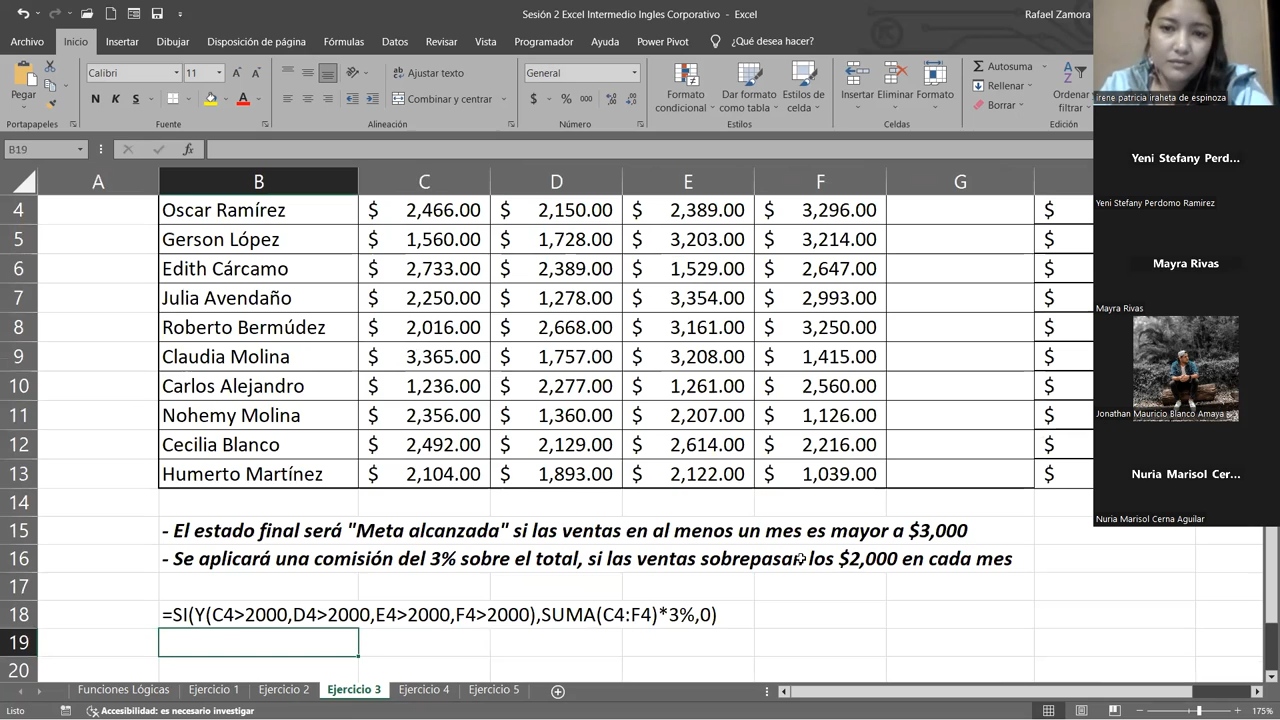 Sesión 2 Excel Intermedio Ingles Corporativo - Excel
Rafael Zamora
Archivo Inicio Insertar Dibujar Disposición de página Fórmulas Datos Revisar Vista Programador Ayuda Power Pivot ¿Qué desea hacer?
Pegar
Calibri 11
N K S
Ajustar texto
Combinar y centrar
General
$ % 000
Formato condicional
Dar formato como tabla
Estilos de celda
Insertar Eliminar Formato
Autosuma
Rellenar
Borrar
Ordenar filtrar
Portapapeles Fuente Alineación Número Estilos Celdas Edición
B19 fx
A B C D E F G
4 Oscar Ramírez $ 2,466.00 $ 2,150.00 $ 2,389.00 $ 3,296.00 $
5 Gerson López $ 1,560.00 $ 1,728.00 $ 3,203.00 $ 3,214.00 $
6 Edith Cárcamo $ 2,733.00 $ 2,389.00 $ 1,529.00 $ 2,647.00 $
7 Julia Avendaño $ 2,250.00 $ 1,278.00 $ 3,354.00 $ 2,993.00 $
8 Roberto Bermúdez $ 2,016.00 $ 2,668.00 $ 3,161.00 $ 3,250.00 $
9 Claudia Molina $ 3,365.00 $ 1,757.00 $ 3,208.00 $ 1,415.00 $
10 Carlos Alejandro $ 1,236.00 $ 2,277.00 $ 1,261.00 $ 2,560.00 $
11 Nohemy Molina $ 2,356.00 $ 1,360.00 $ 2,207.00 $ 1,126.00 $
12 Cecilia Blanco $ 2,492.00 $ 2,129.00 $ 2,614.00 $ 2,216.00 $
13 Humerto Martínez $ 2,104.00 $ 1,893.00 $ 2,122.00 $ 1,039.00 $
14
15 - El estado final será "Meta alcanzada" si las ventas en al menos un mes es mayor a $3,000
16 - Se aplicará una comisión del 3% sobre el total, si las ventas sobrepasan los $2,000 en cada mes
17
18 =SI(Y(C4>2000,D4>2000,E4>2000,F4>2000),SUMA(C4:F4)*3%,0)
19
20
Funciones Lógicas Ejercicio 1 Ejercicio 2 Ejercicio 3 Ejercicio 4 Ejercicio 5
Listo Accesibilidad: es necesario investigar 175%
irene patricia iraheta de espinoza
Yeni Stefany Perd...
Yeni Stefany Perdomo Ramirez
Mayra Rivas
Mayra Rivas
Jonathan Mauricio Blanco Amaya
Nuria Marisol Cer...
Nuria Marisol Cerna Aguilar